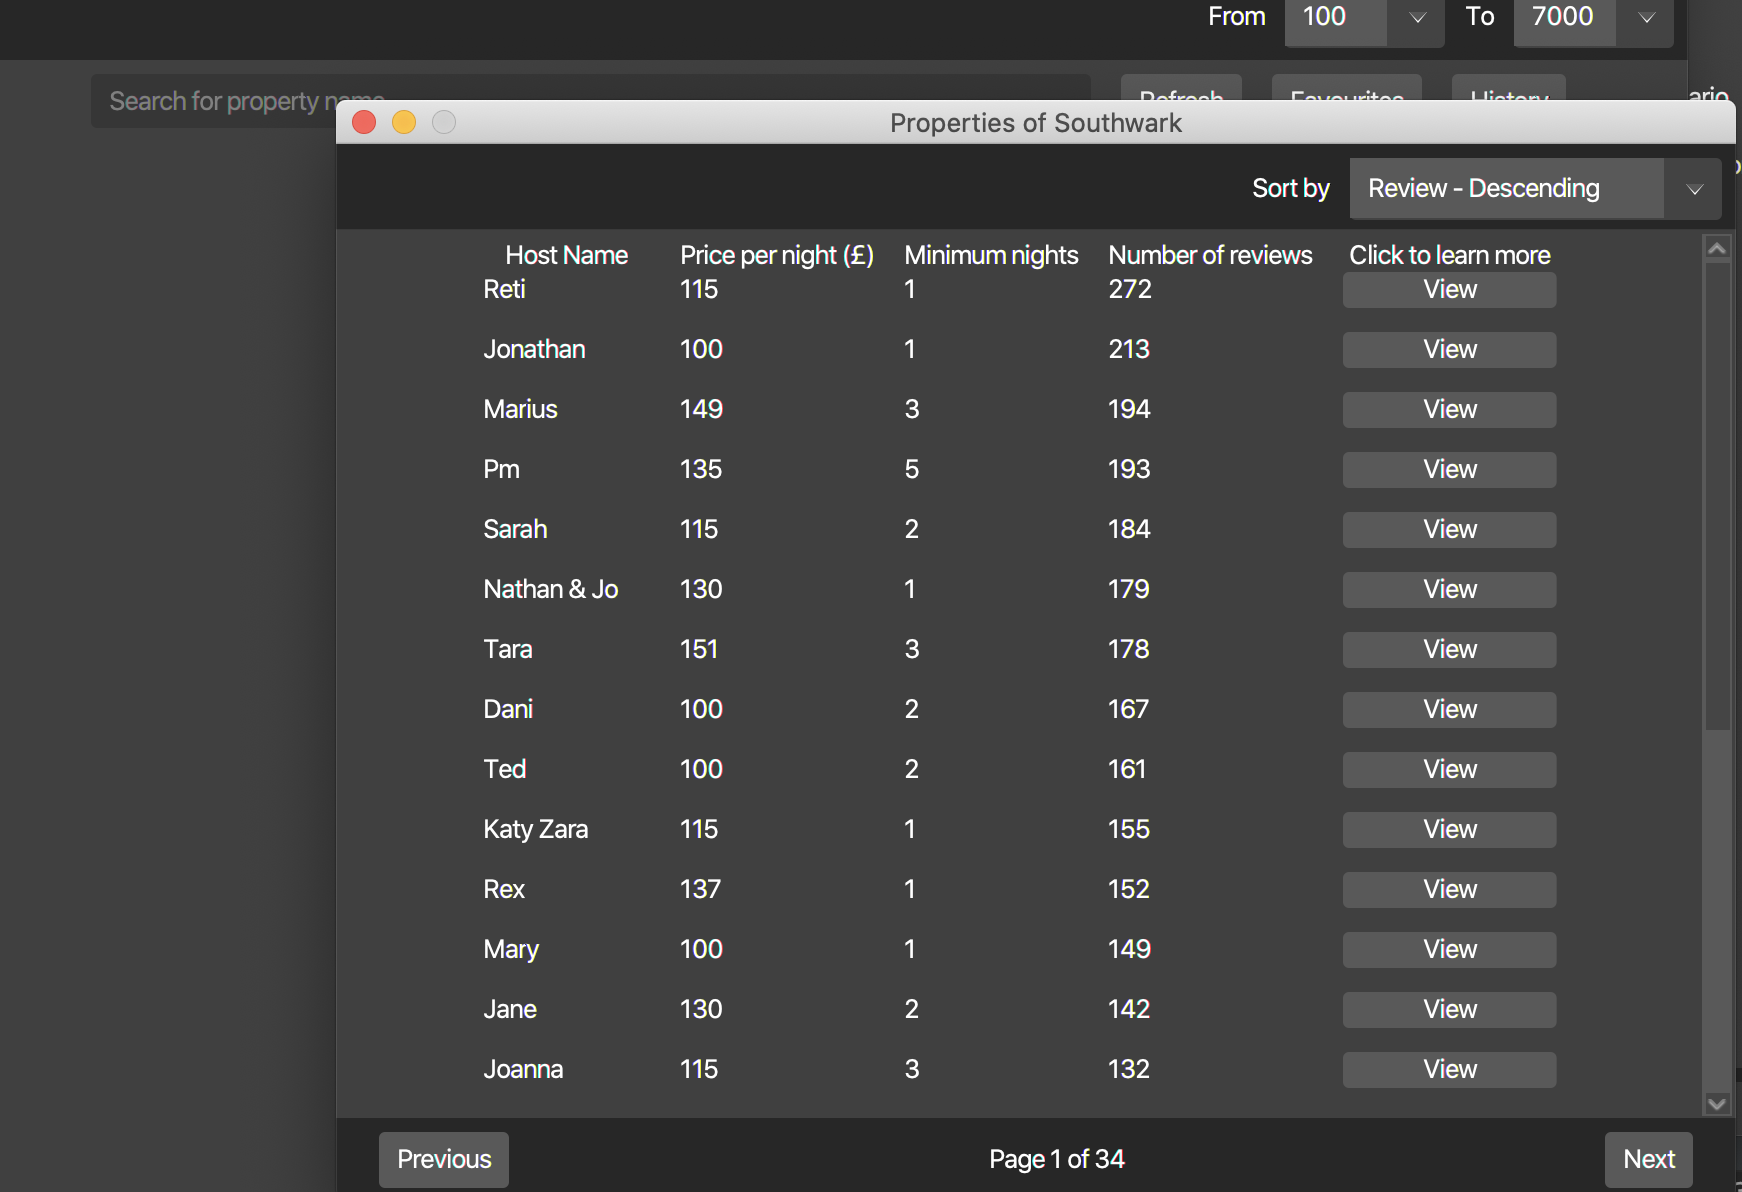 From 100 To 7000
Search for property name
Refresh Favourites History
Properties of Southwark
Sort by Review - Descending
Host Name Price per night (£) Minimum nights Number of reviews Click to learn more
Reti 115 1 272 View
Jonathan 100 1 213 View
Marius 149 3 194 View
Pm 135 5 193 View
Sarah 115 2 184 View
Nathan & Jo 130 1 179 View
Tara 151 3 178 View
Dani 100 2 167 View
Ted 100 2 161 View
Katy Zara 115 1 155 View
Rex 137 1 152 View
Mary 100 1 149 View
Jane 130 2 142 View
Joanna 115 3 132 View
Previous Page 1 of 34 Next